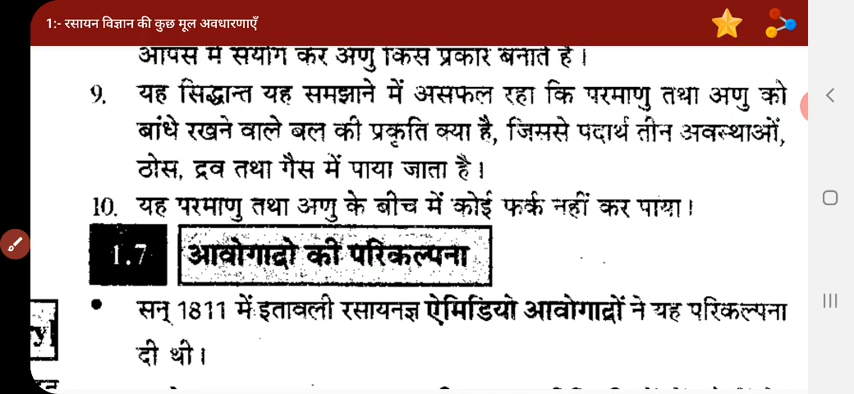 1:- रसायन विज्ञान की कुछ मूल अवधारणाएँ
आपस में संयोग कर अणु किस प्रकार बनाते हैं।
9. यह सिद्धान्त यह समझाने में असफल रहा कि परमाणु तथा अणु को
बांधे रखने वाले बल की प्रकृति क्या है, जिससे पदार्थ तीन अवस्थाओं,
ठोस, द्रव तथा गैस में पाया जाता है।
10. यह परमाणु तथा अणु के बीच में कोई फर्क नहीं कर पाया।
1.7 आवोगाद्रो की परिकल्पना
• सन् 1811 में इतावली रसायनज्ञ ऐमिडियो आवोगाद्रों ने यह परिकल्पना
दी थी।